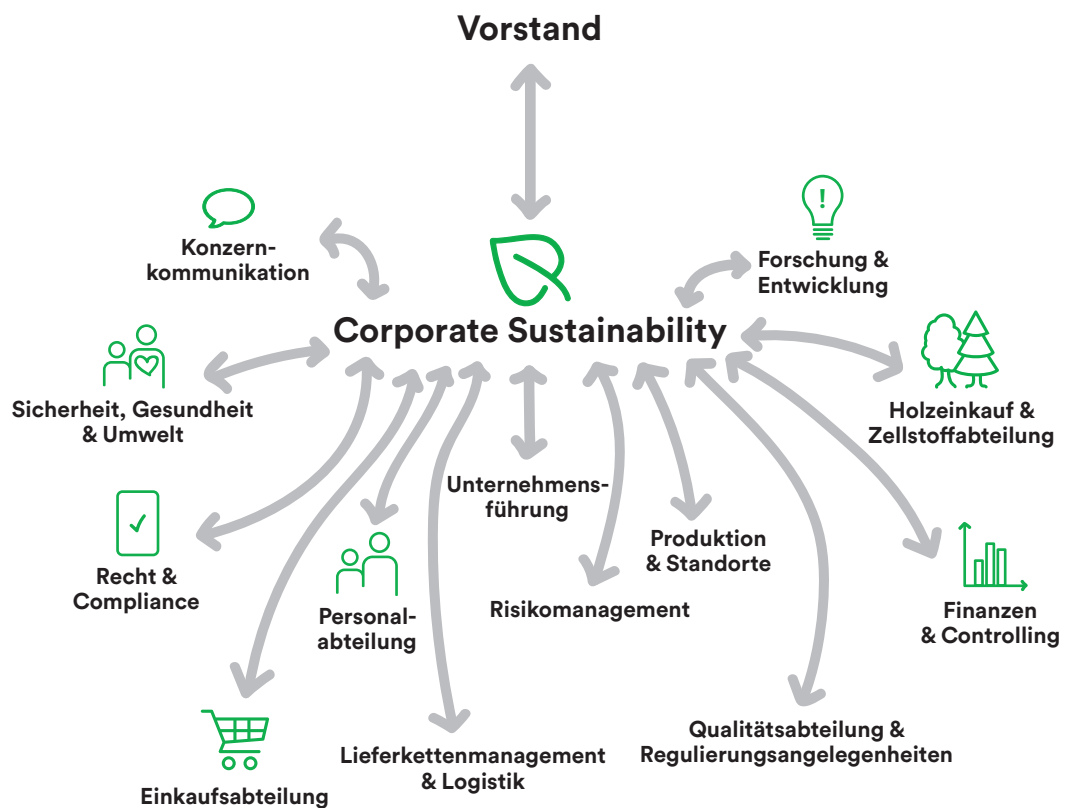 Vorstand
Konzern-
kommunikation
Forschung &
Entwicklung
Corporate Sustainability
Sicherheit, Gesundheit
& Umwelt
Holzeinkauf &
Zellstoffabteilung
Unternehmens-
führung
Produktion
& Standorte
Recht &
Compliance
Personal-
abteilung
Risikomanagement
Finanzen
& Controlling
Einkaufsabteilung
Lieferkettenmanagement
& Logistik
Qualitätsabteilung &
Regulierungsangelegenheiten